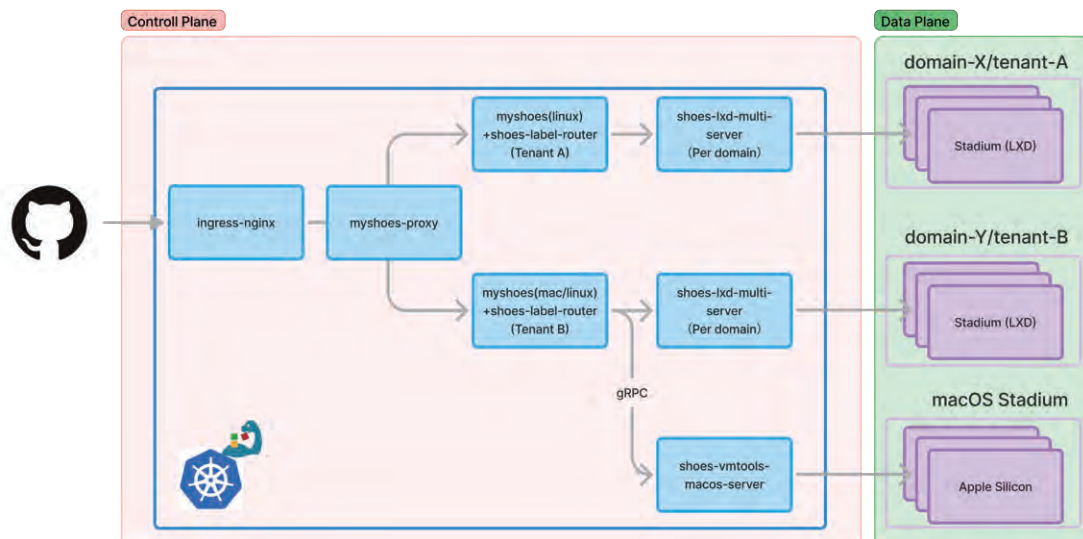 Controll Plane
Data Plane
domain-X/tenant-A
myshoes(linux)
+shoes-label-router
(Tenant A)
shoes-lxd-multi-
server
（Per domain）
Stadium (LXD)
ingress-nginx
myshoes-proxy
domain-Y/tenant-B
myshoes(mac/linux)
+shoes-label-router
(Tenant B)
shoes-lxd-multi-
server
（Per domain）
Stadium (LXD)
gRPC
macOS Stadium
shoes-vmtools-
macos-server
Apple Silicon